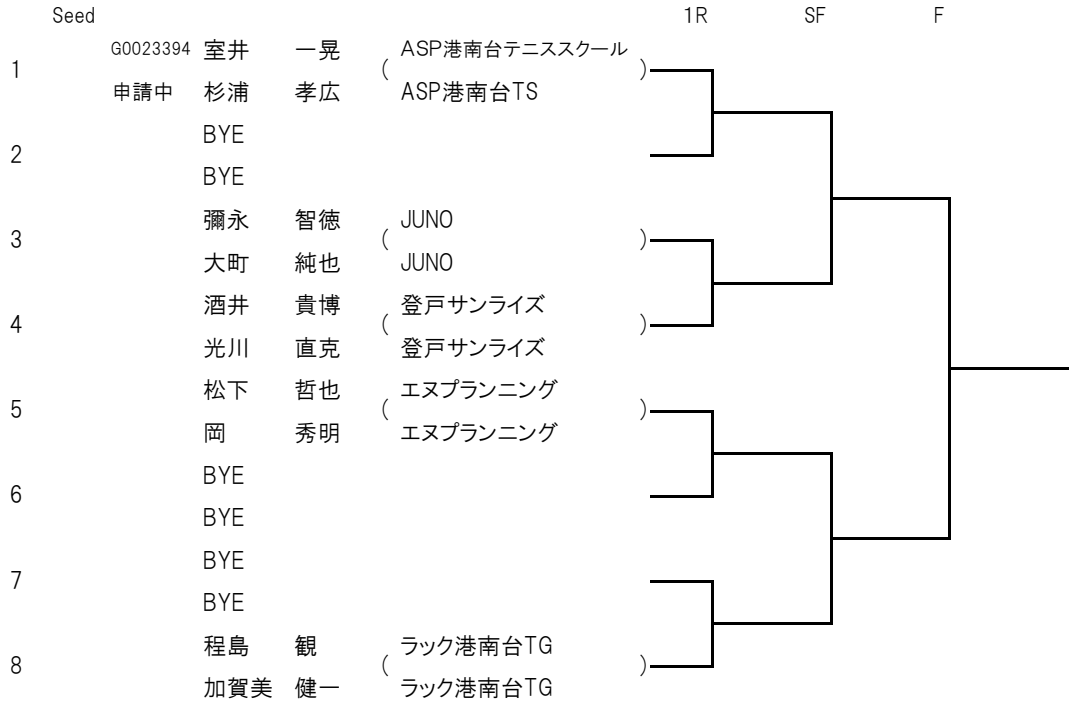 Seed 1R SF F
G0023394 室井 一晃 ASP港南台テニススクール
1 ( )
申請中 杉浦 孝広 ASP港南台TS
BYE
2
BYE
彌永 智徳 JUNO
3 ( )
大町 純也 JUNO
酒井 貴博 登戸サンライズ
4 ( )
光川 直克 登戸サンライズ
松下 哲也 エヌプランニング
5 ( )
岡 秀明 エヌプランニング
BYE
6
BYE
BYE
7
BYE
程島 観 ラック港南台TG
8 ( )
加賀美 健一 ラック港南台TG